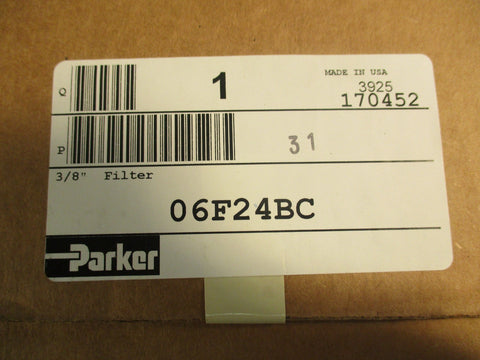 Q
1
MADE IN USA
3925
170452
P
31
3/8" Filter
06F24BC
Parker